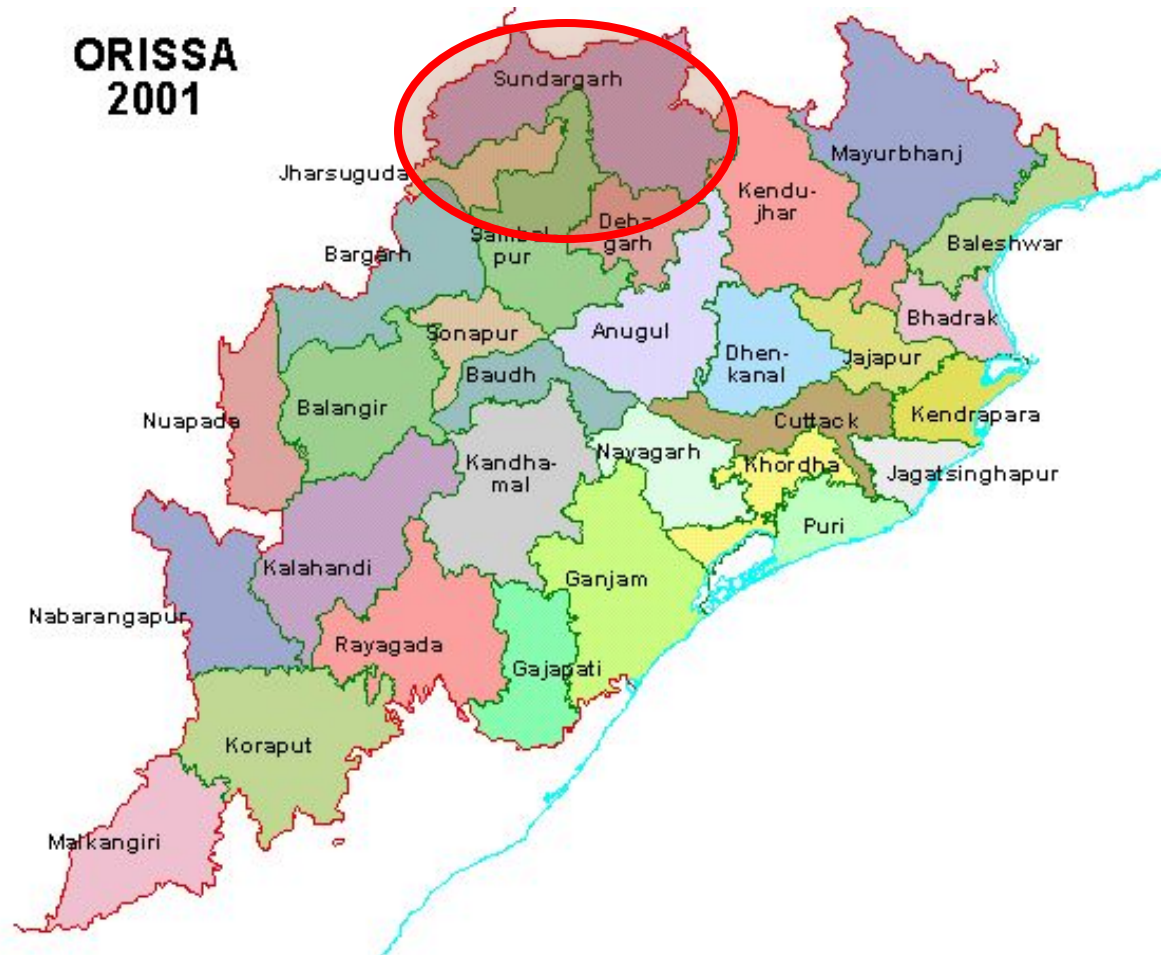 ORISSA
2001
Sundargarh
Mayurbhanj
Jharsuguda
Kendu-
jhar
Deba
garh
Sambal
pur
Baleshwar
Bargarh
Bhadrak
Sonapur
Anugul
Dhen-
kanal
Jajapur
Baudh
Balangir
Nuapada
Cuttack
Kendrapara
Nayagarh
Khordha
Kandha-
mal
Jagatsinghapur
Puri
Kalahandi
Ganjam
Nabarangapur
Rayagada
Gajapati
Koraput
Malkangiri